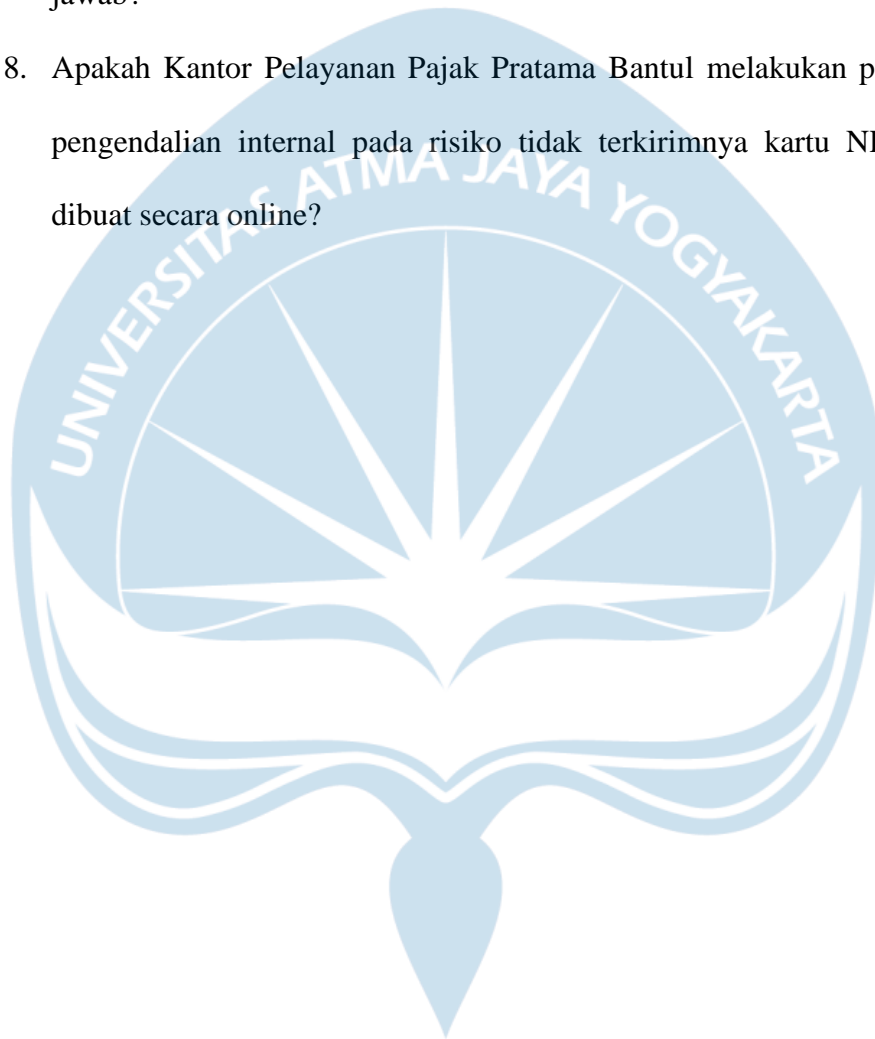 jawab?
8. Apakah Kantor Pelayanan Pajak Pratama Bantul melakukan
pengendalian internal pada risiko tidak terkirimnya kartu
dibuat secara online?
UNIVERSITAS ATMA JAYA YOGYAKARTA